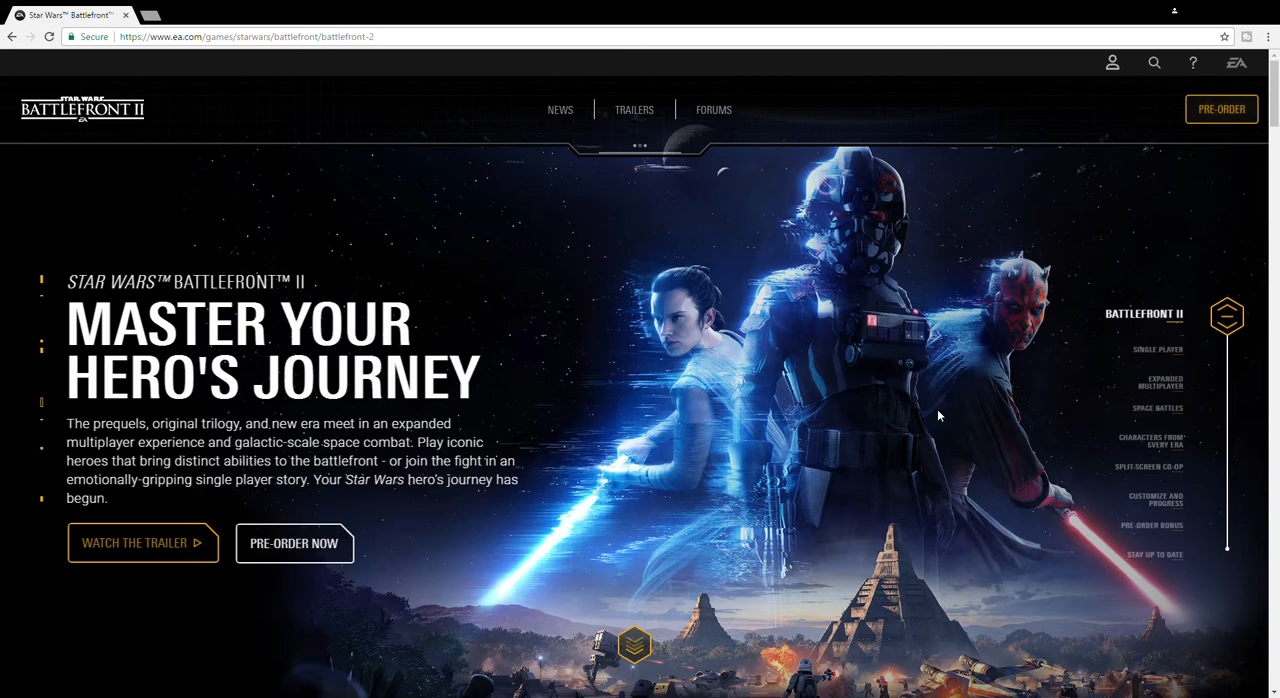 Star Wars™ Battlefront™
Secure
https://www.ea.com/games/starwars/battlefront/battlefront-2
EA
STAR WARS
BATTLEFRONT II
EA
NEWS
TRAILERS
FORUMS
PRE-ORDER
STAR WARS™ BATTLEFRONT™ II
MASTER YOUR
HERO'S JOURNEY
The prequels, original trilogy, and new era meet in an expanded
multiplayer experience and galactic-scale space combat. Play iconic
heroes that bring distinct abilities to the battlefront - or join the fight in an
emotionally-gripping single player story. Your Star Wars hero's journey has
begun.
WATCH THE TRAILER
PRE-ORDER NOW
BATTLEFRONT II
SINGLE PLAYER
EXPANDED
MULTIPLAYER
SPACE BATTLES
CHARACTERS FROM
EVERY ERA
SPLIT-SCREEN CO-OP
CUSTOMIZE AND
PROGRESS
PRE-ORDER BONUS
STAY UP TO DATE